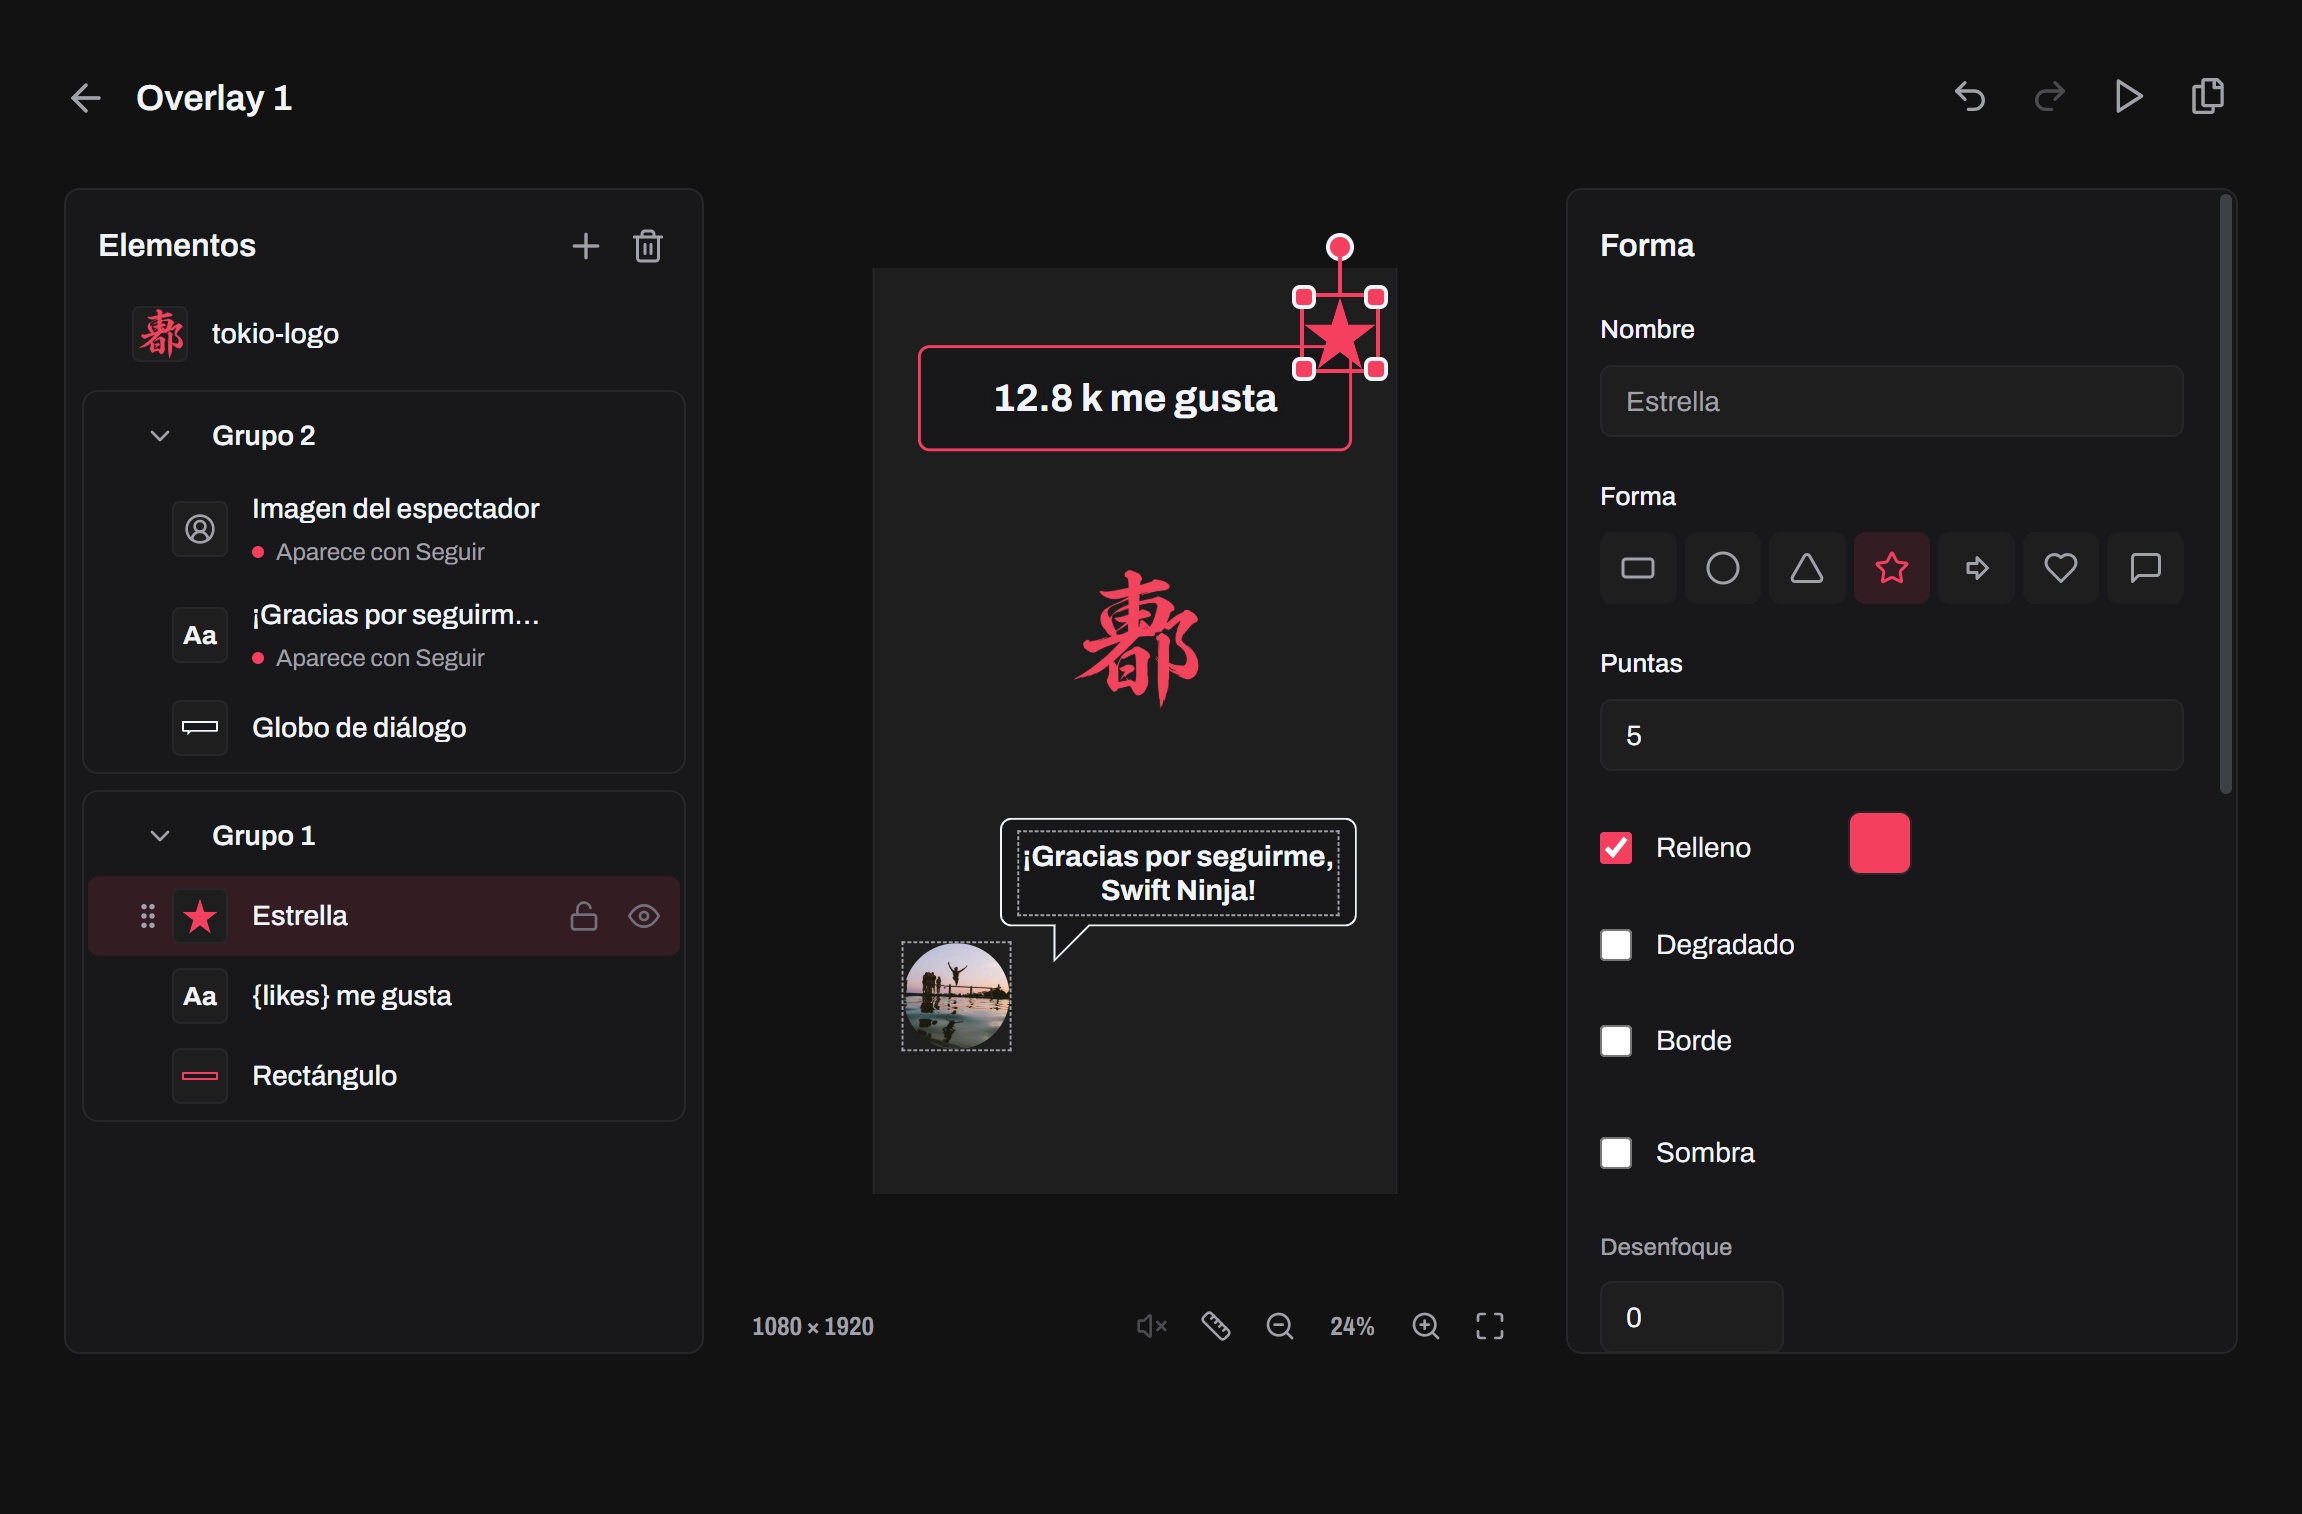 Overlay 1
Elementos
tokio-logo
Grupo 2
Imagen del espectador
Aparece con Seguir
Aa
¡Gracias por seguirm...
Aparece con Seguir
Globo de diálogo
Grupo 1
Estrella
Aa
{likes} me gusta
Rectángulo
12.8 k me gusta
¡Gracias por seguirme,
Swift Ninja!
1080 × 1920
24%
Forma
Nombre
Estrella
Forma
Puntas
5
Relleno
Degradado
Borde
Sombra
Desenfoque
0